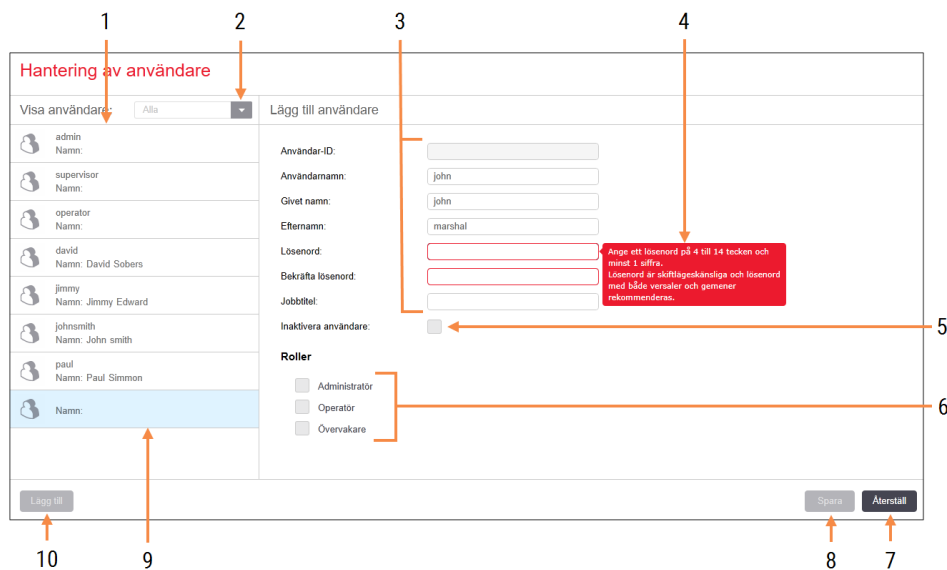 1 2 3 4
Hantering av användare
Visa användare: Alla
Lägg till användare
admin
Namn:
supervisor
Namn:
operator
Namn:
david
Namn: David Sobers
jimmy
Namn: Jimmy Edward
johnsmith
Namn: John smith
paul
Namn: Paul Simmon
Namn:
Användar-ID:
Användarnamn: john
Givet namn: john
Efternamn: marshal
Lösenord:
Bekräfta lösenord:
Jobbtitel:
Inaktivera användare:
Ange ett lösenord på 4 till 14 tecken och
minst 1 siffra.
Lösenord är skiftlägeskänsliga och lösenord
med både versaler och gemener
rekommenderas.
5
Roller
Administratör
Operatör
Övervakare
6
Lägg till
Spara
Återställ
10 9 8 7